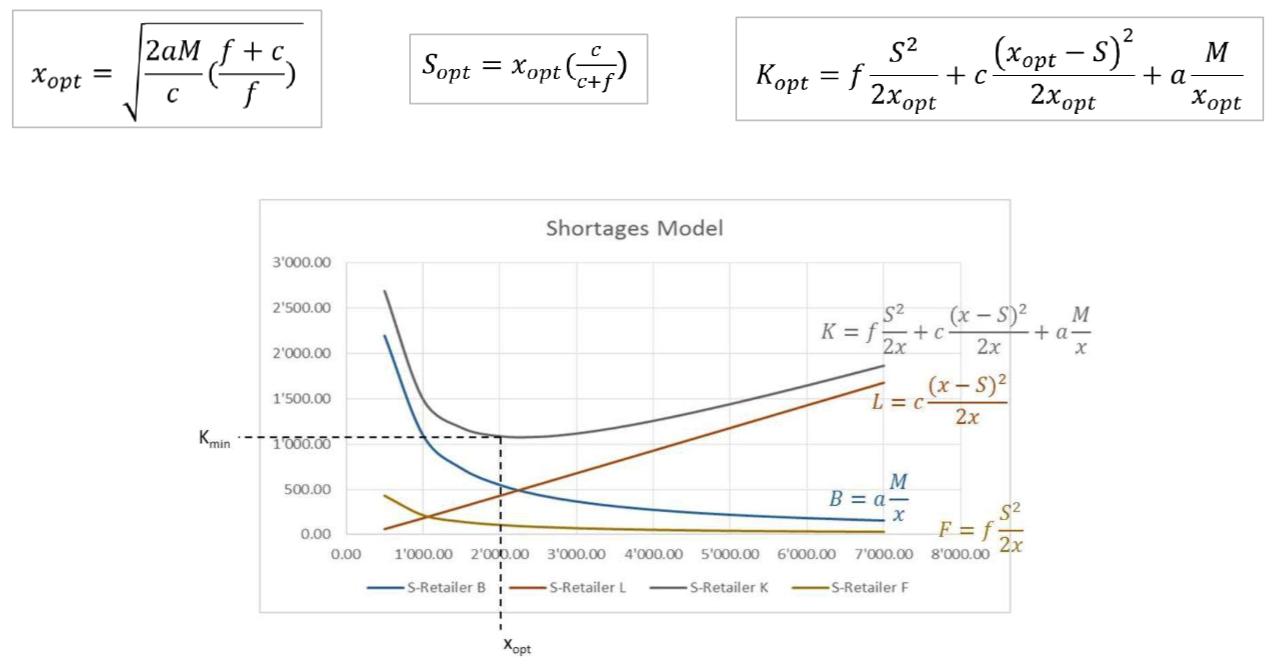 x_opt = √(2aM/c ((f + c)/f))
S_opt = x_opt(c/(c+f))
K_opt = f S²/(2x_opt) + c (x_opt − S)²/(2x_opt) + a M/x_opt
Shortages Model
3'000.00
2'500.00
2'000.00
1'500.00
1'000.00
500.00
0.00
K_min
K = f S²/(2x) + c (x − S)²/(2x) + a M/x
L = c (x − S)²/(2x)
B = a M/x
F = f S²/(2x)
0.00 1'000.00 2'000.00 3'000.00 4'000.00 5'000.00 6'000.00 7'000.00 8'000.00
S-Retailer B S-Retailer L S-Retailer K S-Retailer F
x_opt